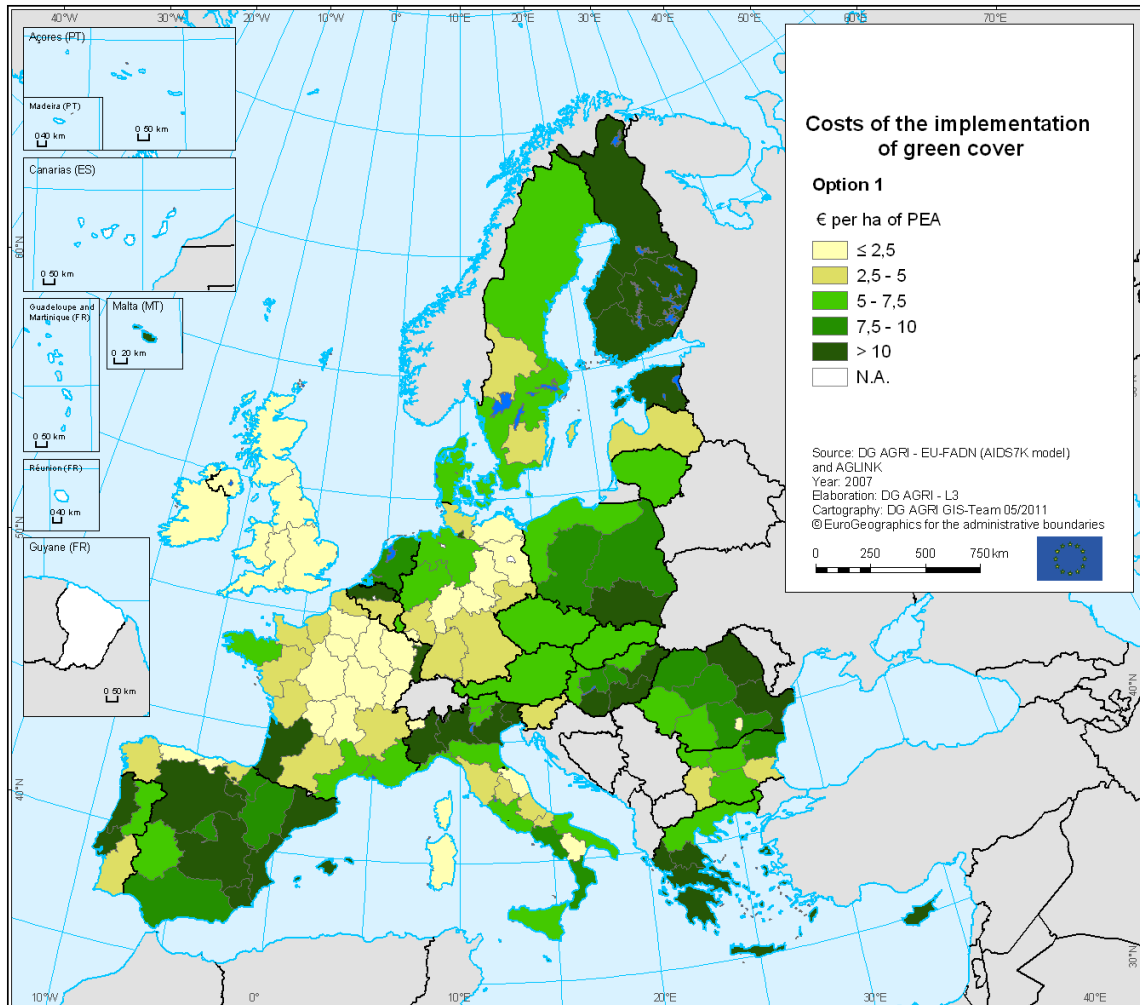 40°W
30°W
20°W
10°W
0°
10°E
20°E
30°E
40°E
50°E
60°E
70°E
Açores (PT)
Madeira (PT)
0 40 km
0 50 km
Canarias (ES)
0 50 km
Guadeloupe and
Martinique (FR)
0 50 km
Malta (MT)
0 20 km
Réunion (FR)
0 40 km
Guyane (FR)
0 50 km
Costs of the implementation
of green cover
Option 1
€ per ha of PEA
≤ 2,5
2,5 - 5
5 - 7,5
7,5 - 10
> 10
N.A.
Source: DG AGRI - EU-FADN (AIDS7K model)
and AGLINK
Year: 2007
Elaboration: DG AGRI - L3
Cartography: DG AGRI GIS-Team 05/2011
© EuroGeographics for the administrative boundaries
0 250 500 750 km
60°N
50°N
40°N
40°N
30°N
10°W
0°
10°E
20°E
30°E
40°E